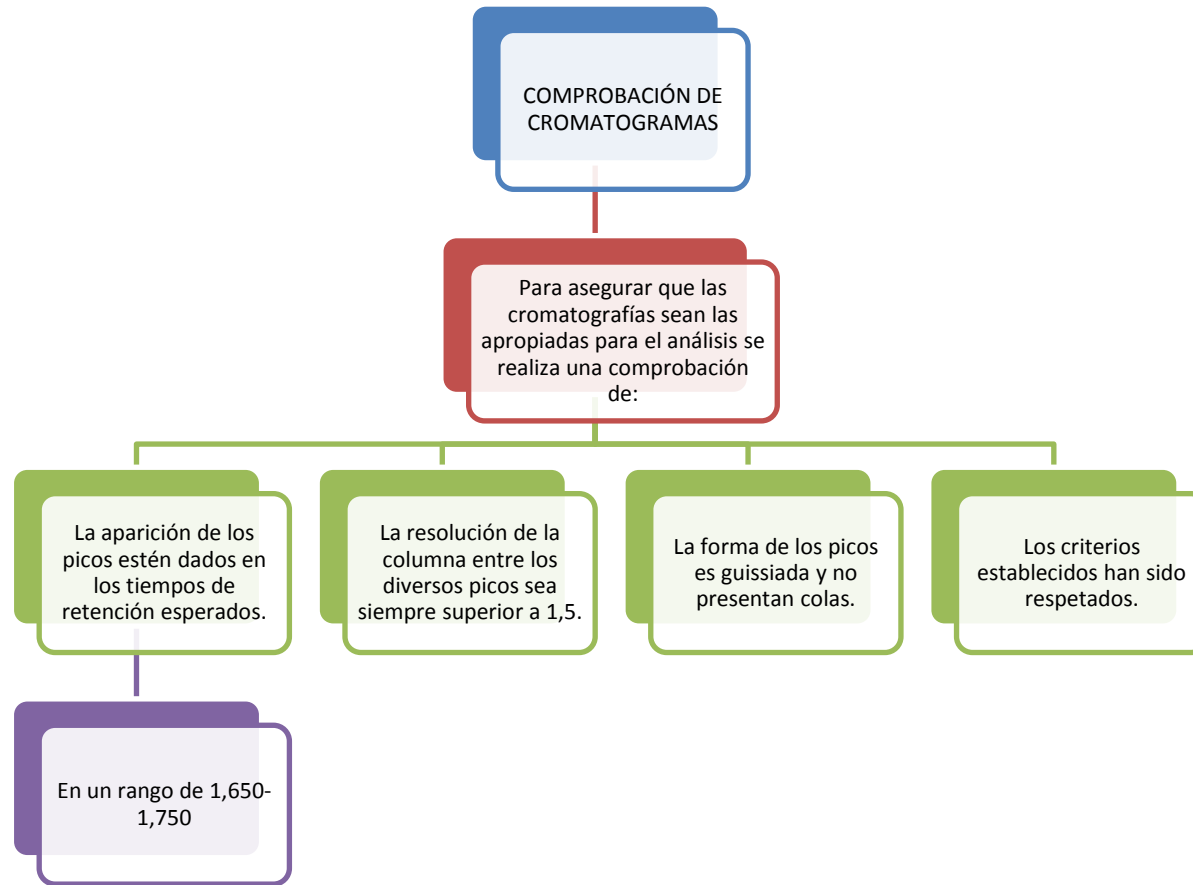 COMPROBACIÓN DE
CROMATOGRAMAS
Para asegurar que las
cromatografías sean las
apropiadas para el análisis se
realiza una comprobación
de:
La aparición de los
picos estén dados en
los tiempos de
retención esperados.
La resolución de la
columna entre los
diversos picos sea
siempre superior a 1,5.
La forma de los picos
es guissiada y no
presentan colas.
Los criterios
establecidos han sido
respetados.
En un rango de 1,650-
1,750